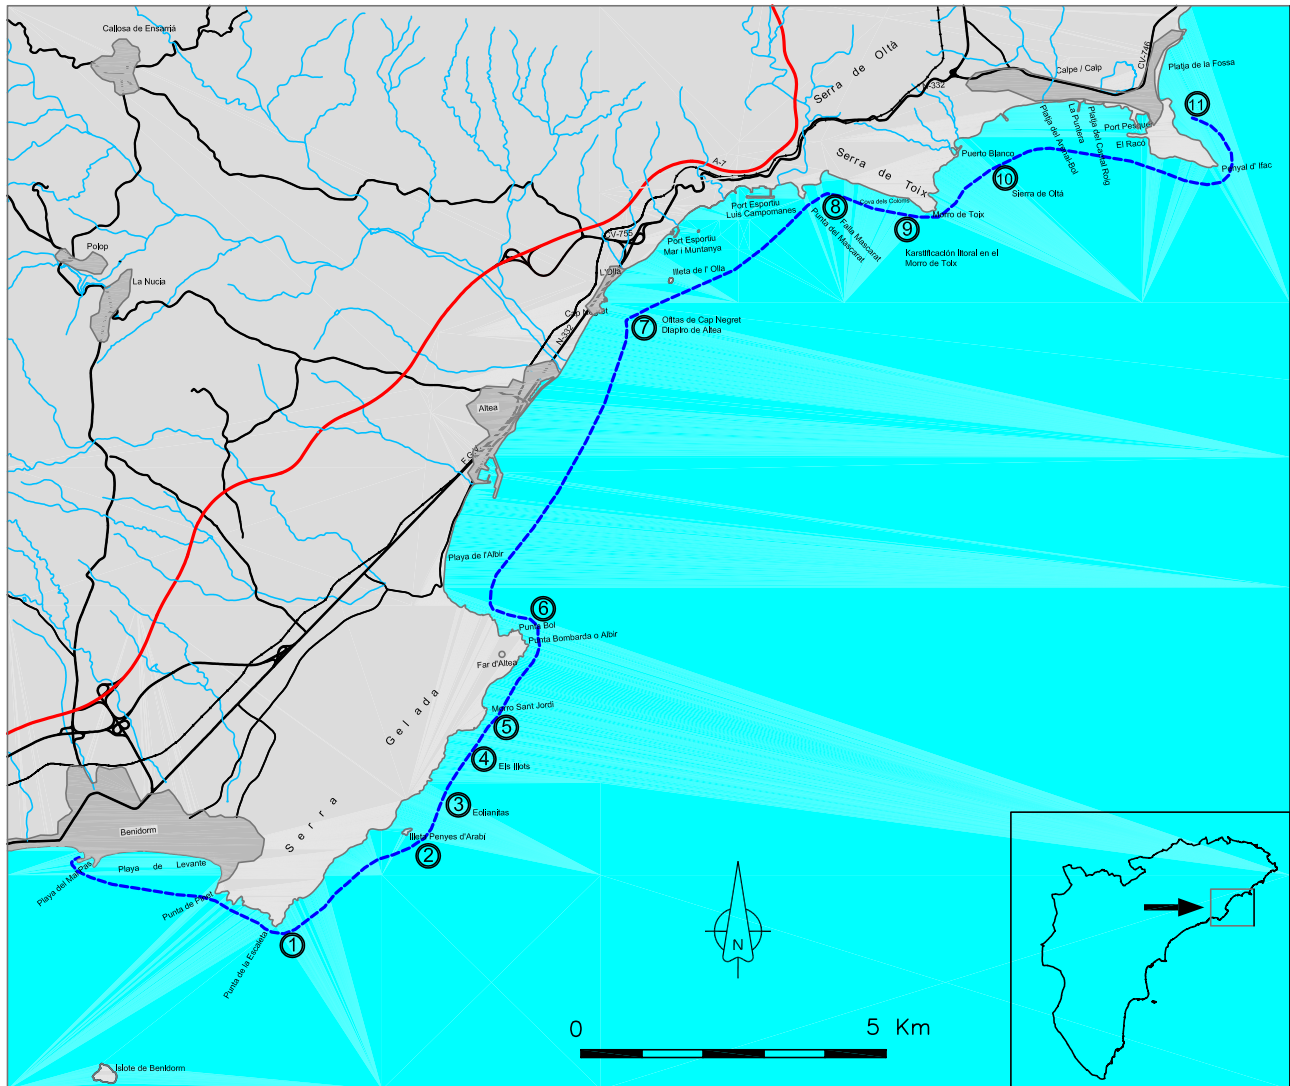 Callosa de Ensarriá
Serra de Oltà
Calpe / Calp
CV-746
Platja de la Fossa
N-332
11
Platja del Arenal-Bol
La Puntera
Platja del Cantal Roig
Port Pesquer
El Racó
Penyal d' Ifac
A-7
Serra de Toix
Puerto Blanco
10
Sierra de Oltá
Port Esportiu
Luis Campomanes
8
Cova dels Coloms
Morro de Toix
Falla Mascarat
Punta del Mascarat
9
Karstificación litoral en el
Morro de Toix
CV-755
Port Esportiu
Mar i Muntanya
Polop
La Nucia
L'Olla
Illeta de l' Olla
Cap Negret
7
Ofitas de Cap Negret
Diapiro de Altea
N-332
Altea
F.G.V.
Playa de l'Albir
6
Punta Bol
Punta Bombarda o Albir
Far d'Altea
Serra Gelada
Morro Sant Jordi
5
4
Els Illots
3
Eolianitas
Illeta Penyes d'Arabí
2
Benidorm
Playa de Levante
Playa del Mal Pas
Punta de Pinet
Punta de la Escaleta
1
N
0
5 Km
Islote de Benidorm